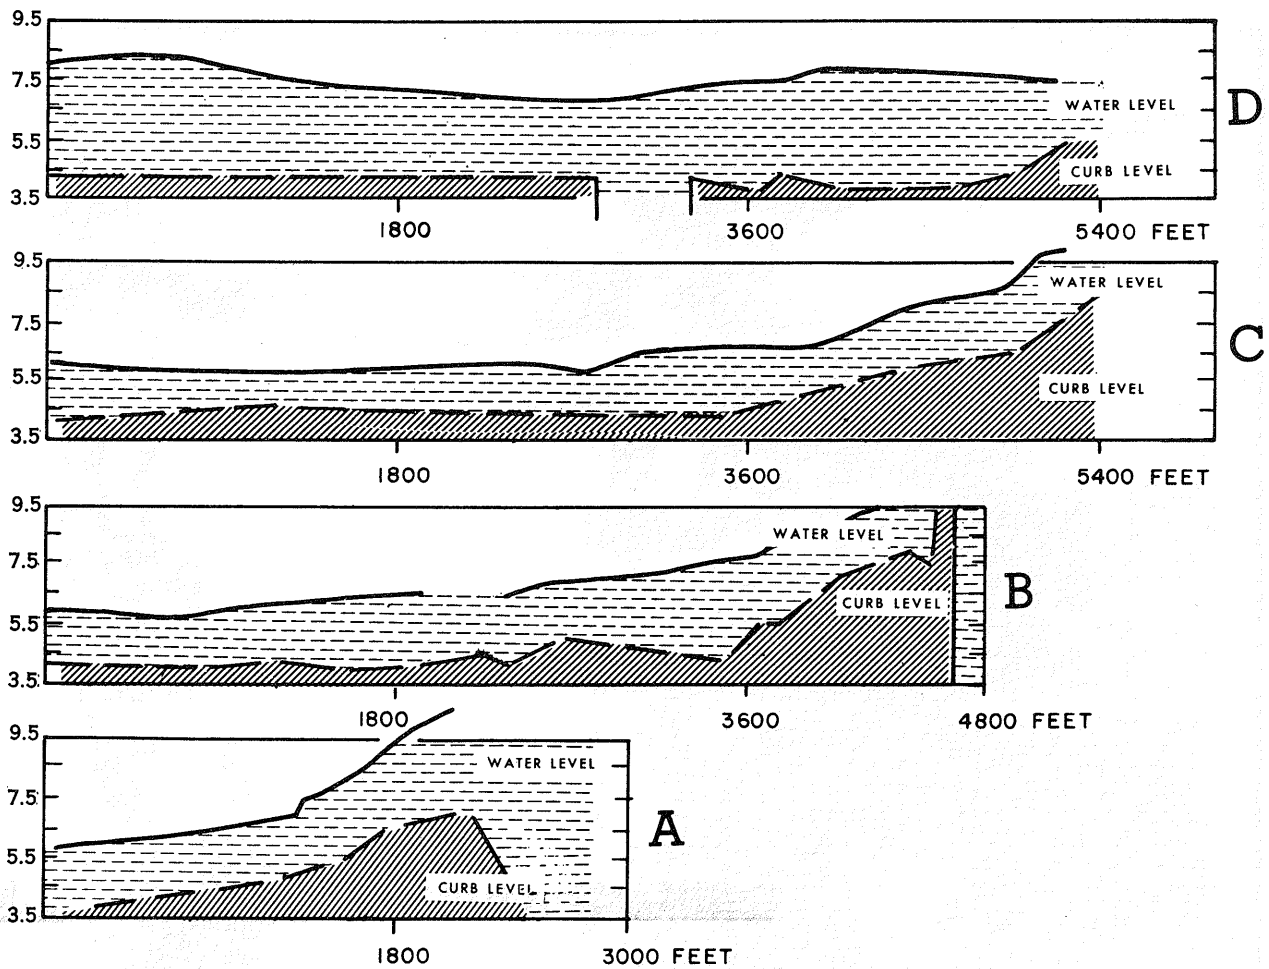 9.5
7.5
WATER LEVEL
D
5.5
CURB LEVEL
3.5
1800 3600 5400 FEET
9.5
WATER LEVEL
7.5
C
5.5
CURB LEVEL
3.5
1800 3600 5400 FEET
9.5
WATER LEVEL
7.5
B
CURB LEVEL
5.5
3.5
1800 3600 4800 FEET
9.5
WATER LEVEL
7.5
A
5.5
CURB LEVEL
3.5
1800 3000 FEET